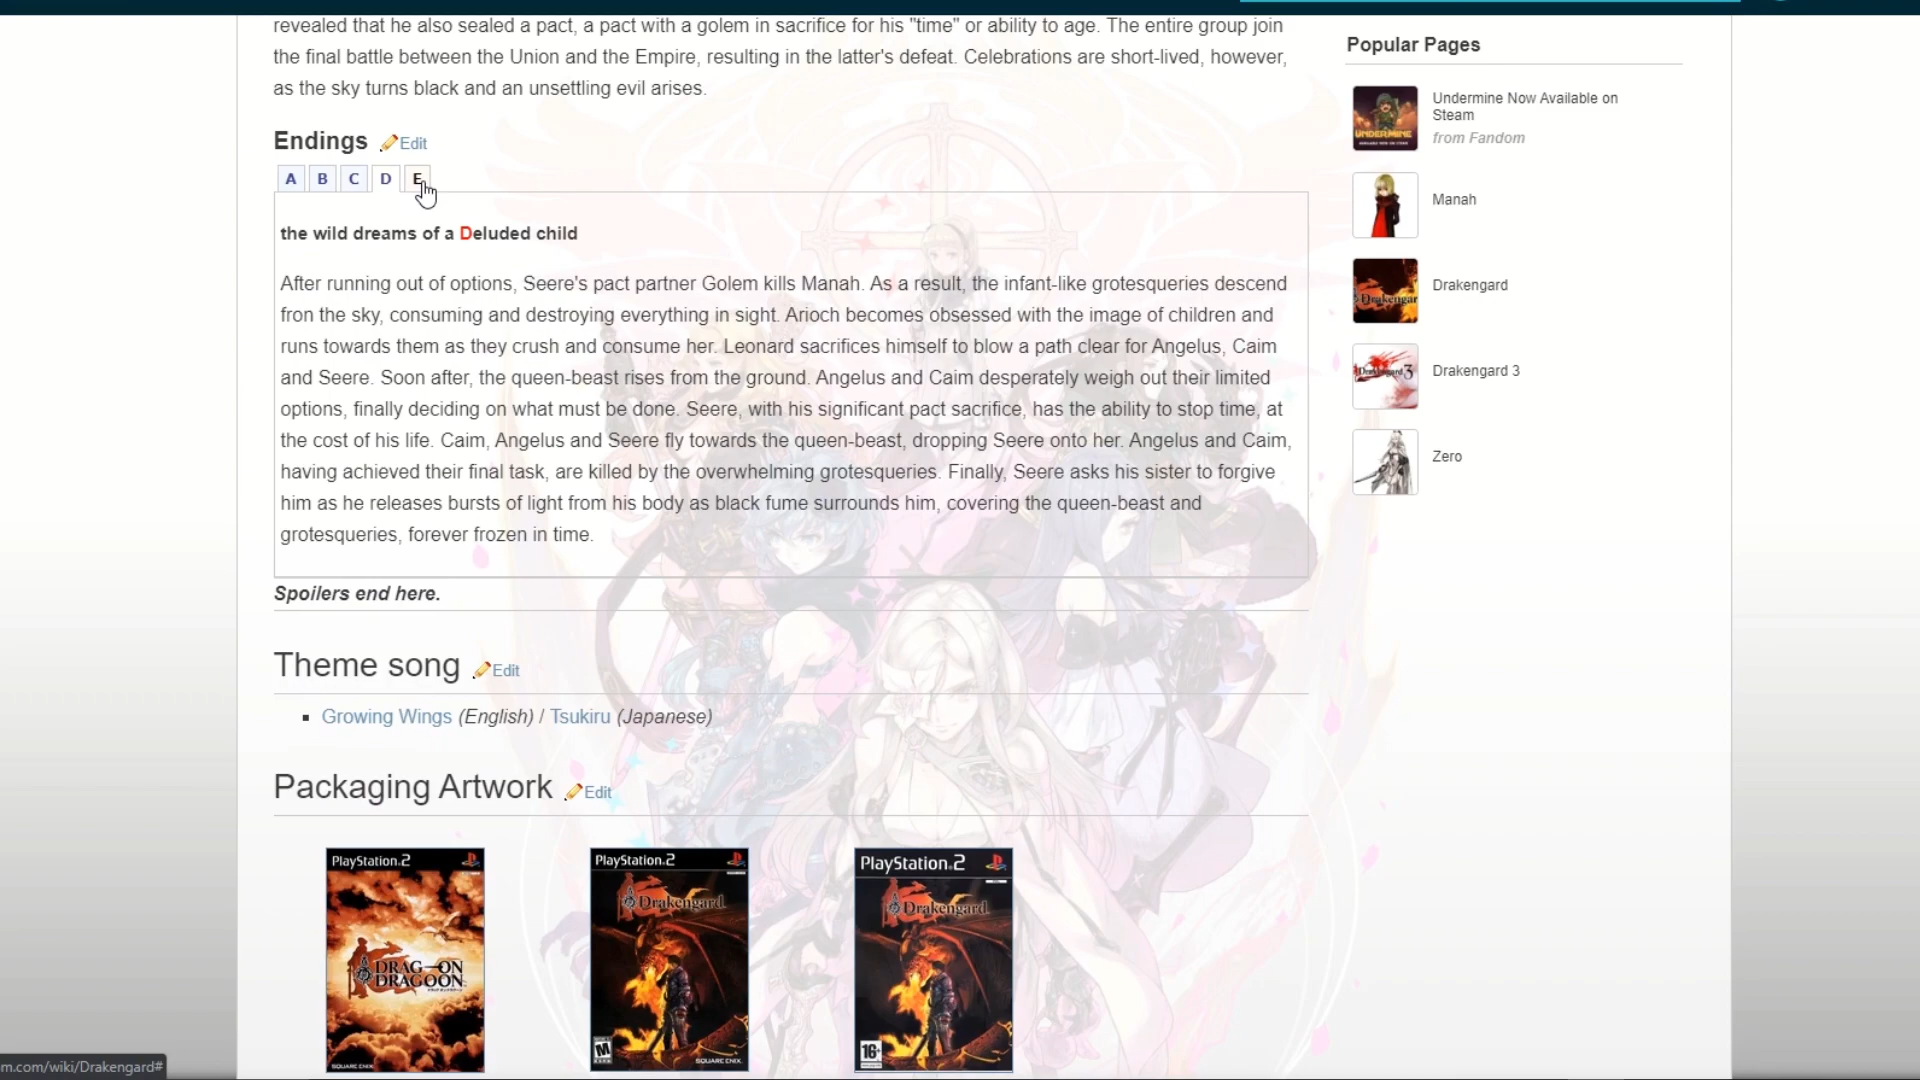 revealed that he also sealed a pact, a pact with a golem in sacrifice for his "time" or ability to age. The entire group join
the final battle between the Union and the Empire, resulting in the latter's defeat. Celebrations are short-lived, however,
as the sky turns black and an unsettling evil arises.
Endings Edit
A B C D E
the wild dreams of a Deluded child
After running out of options, Seere's pact partner Golem kills Manah. As a result, the infant-like grotesqueries descend
fron the sky, consuming and destroying everything in sight. Arioch becomes obsessed with the image of children and
runs towards them as they crush and consume her. Leonard sacrifices himself to blow a path clear for Angelus, Caim
and Seere. Soon after, the queen-beast rises from the ground. Angelus and Caim desperately weigh out their limited
options, finally deciding on what must be done. Seere, with his significant pact sacrifice, has the ability to stop time, at
the cost of his life. Caim, Angelus and Seere fly towards the queen-beast, dropping Seere onto her. Angelus and Caim,
having achieved their final task, are killed by the overwhelming grotesqueries. Finally, Seere asks his sister to forgive
him as he releases bursts of light from his body as black fume surrounds him, covering the queen-beast and
grotesqueries, forever frozen in time.
Spoilers end here.
Theme song Edit
Growing Wings (English) / Tsukiru (Japanese)
Packaging Artwork Edit
PlayStation.2
DRAG-ON
DRAGOON
SQUARE ENIX
PlayStation.2
Drakengard
M
SQUARE ENIX
PlayStation.2
Drakengard
16+
Popular Pages
UNDERMINE
Undermine Now Available on
Steam
from Fandom
Manah
Drakengar
Drakengard
Drakengard 3
Drakengard 3
Zero
m.com/wiki/Drakengard#